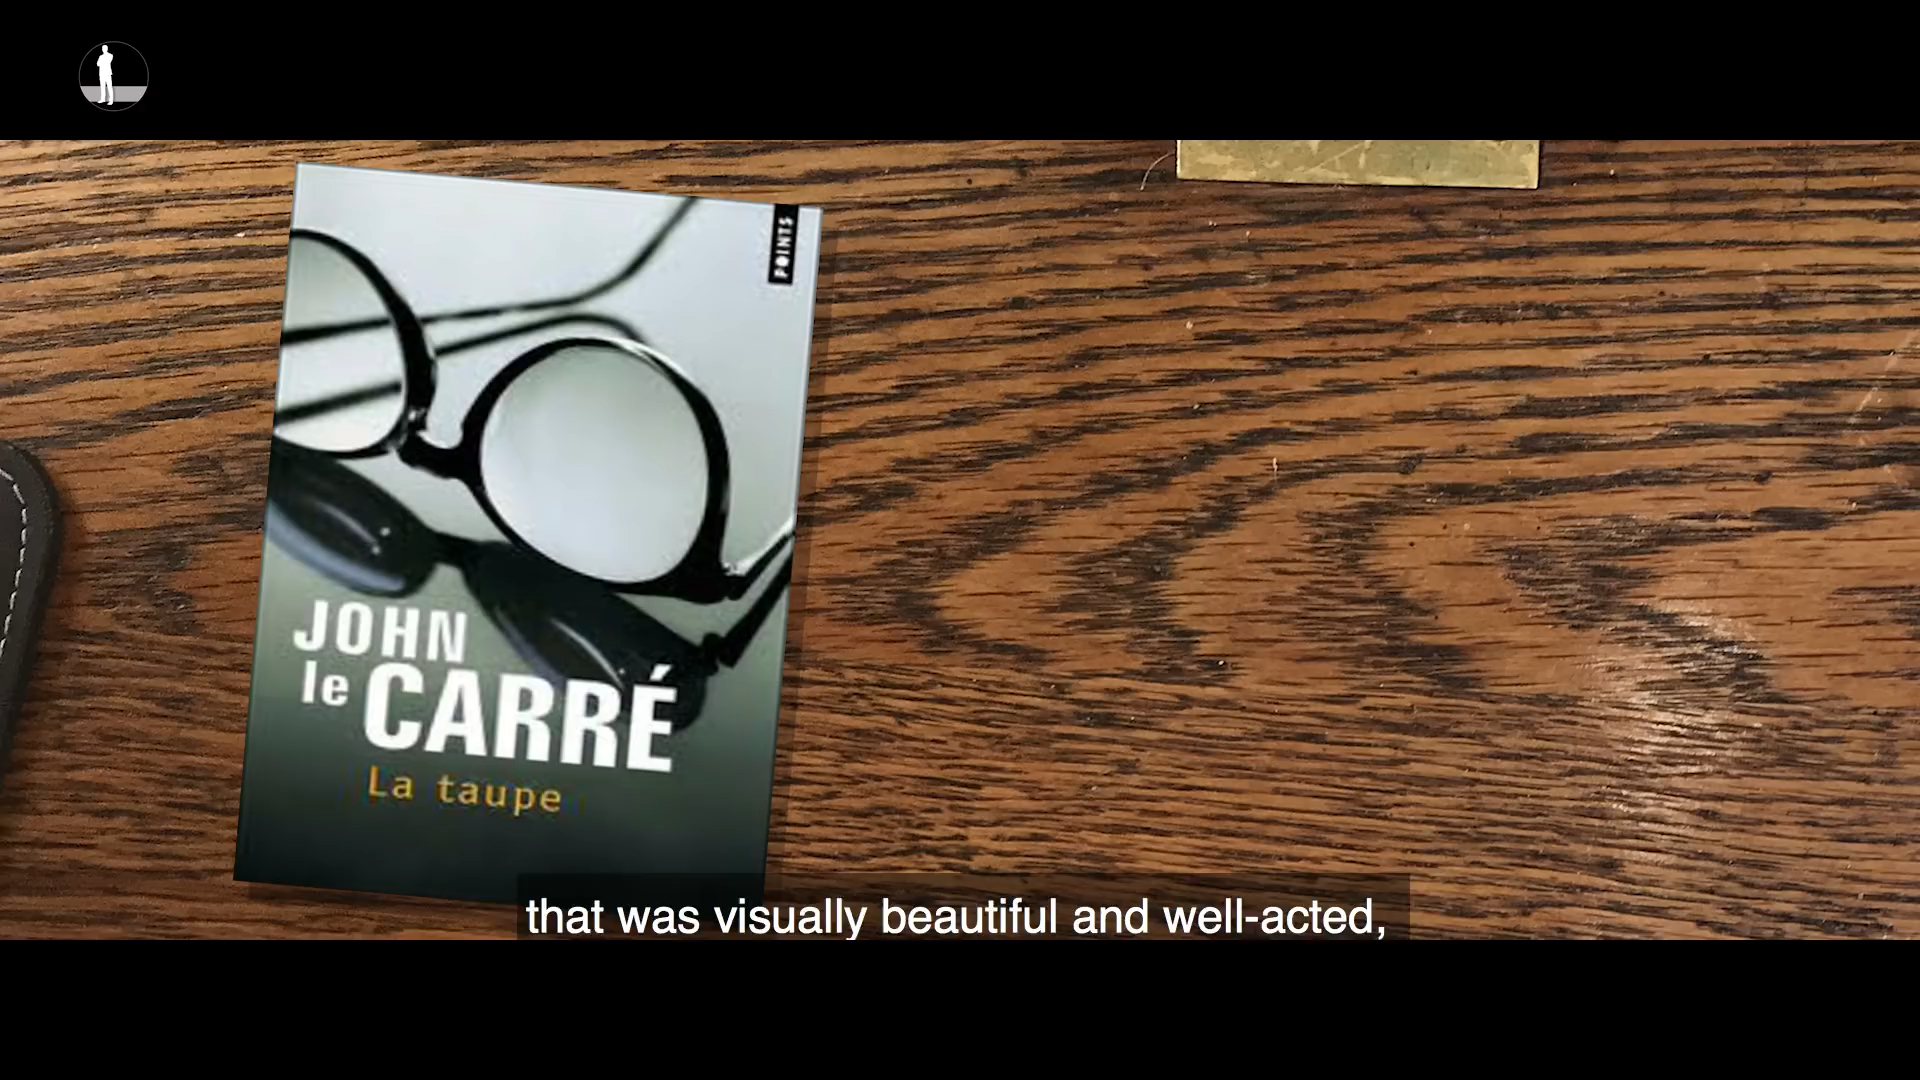 POINTS
JOHN
le CARRÉ
La taupe
that was visually beautiful and well-acted,